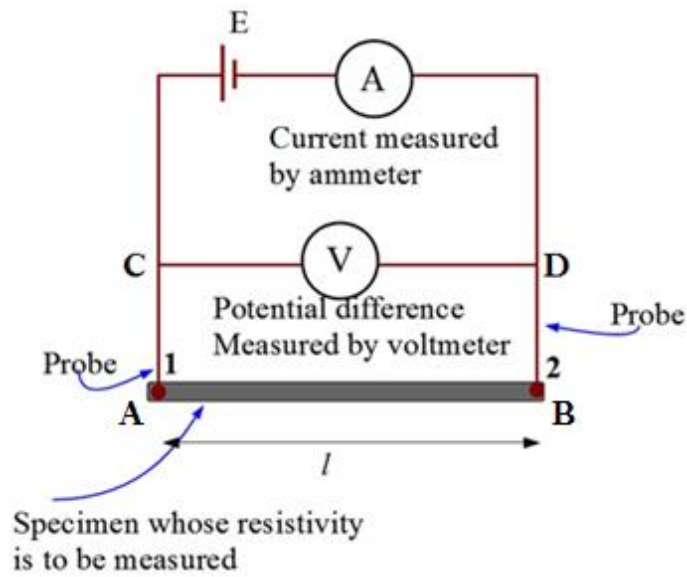 E
A
Current measured
by ammeter
C
V
D
Potential difference
Measured by voltmeter
Probe
Probe
1
2
A
B
l
Specimen whose resistivity
is to be measured